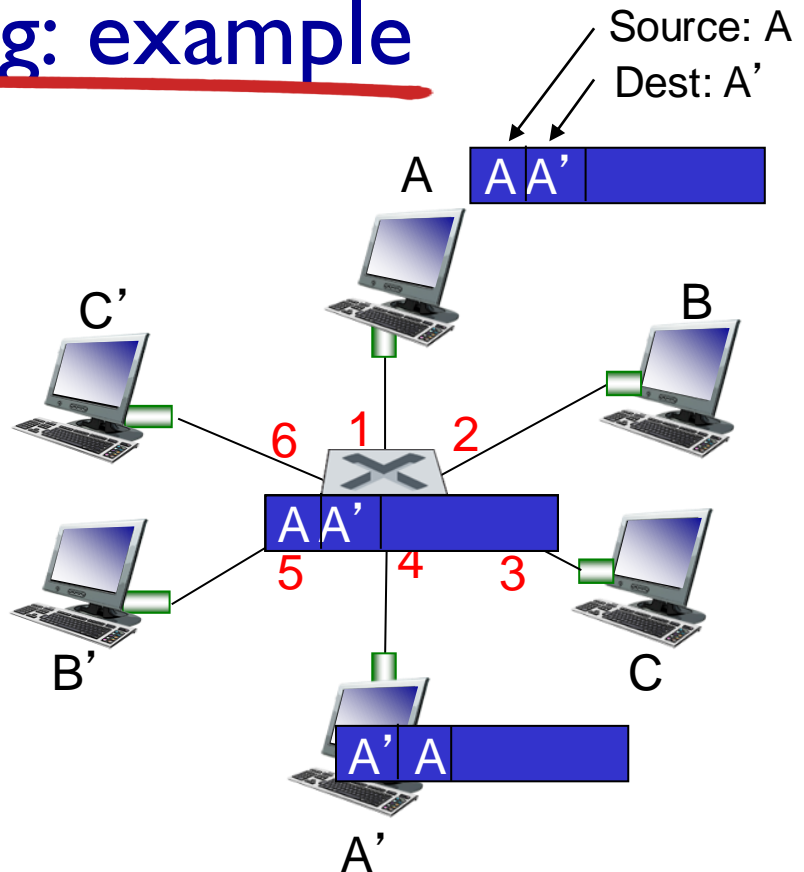 g: example
Source: A
Dest: A’
A
A A’
C’
B
6 1 2
A A’
5 4 3
B’
C
A’ A
A’